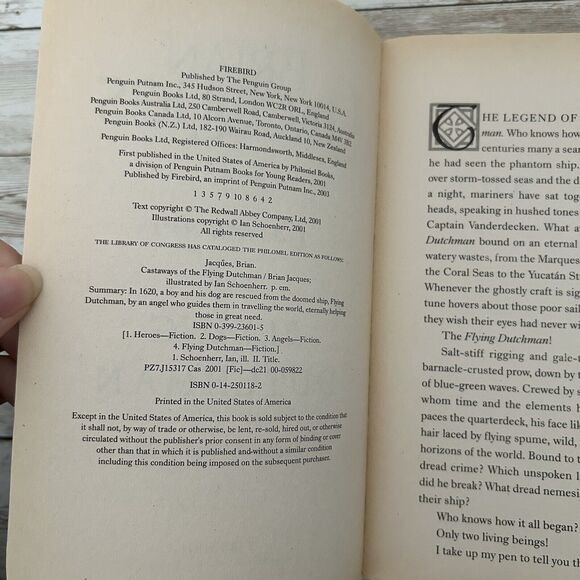 FIREBIRD
Published by The Penguin Group
Penguin Putnam Inc., 345 Hudson Street, New York, New York 10014, U.S.A.
Penguin Books Ltd, 80 Strand, London WC2R 0RL, England
Penguin Books Australia Ltd, 250 Camberwell Road, Camberwell, Victoria 3124, Australia
Penguin Books Canada Ltd, 10 Alcorn Avenue, Toronto, Ontario, Canada M4V 3B2
Penguin Books (N.Z.) Ltd, 182-190 Wairau Road, Auckland 10, New Zealand
Penguin Books Ltd, Registered Offices: Harmondsworth, Middlesex, England
First published in the United States of America by Philomel Books,
a division of Penguin Putnam Books for Young Readers, 2001
Published by Firebird, an imprint of Penguin Putnam Inc., 2003
1 3 5 7 9 10 8 6 4 2
Text copyright © The Redwall Abbey Company, Ltd, 2001
Illustrations copyright © Ian Schoenherr, 2001
All rights reserved
THE LIBRARY OF CONGRESS HAS CATALOGED THE PHILOMEL EDITION AS FOLLOWS:
Jacques, Brian.
Castaways of the Flying Dutchman / Brian Jacques;
illustrated by Ian Schoenherr. p. em.
Summary: In 1620, a boy and his dog are rescued from the doomed ship, Flying
Dutchman, by an angel who guides them in travelling the world, eternally helping
those in great need.
ISBN 0-399-23601-5
[1. Heroes—Fiction. 2. Dogs—Fiction. 3. Angels—Fiction.
4. Flying Dutchman—Fiction.]
1. Schoenherr, Ian, ill. II. Title.
PZ7.J15317 Cas 2001 [Fic]—dc21 00-059822
ISBN 0-14-250118-2
Printed in the United States of America
Except in the United States of America, this book is sold subject to the condition that
it shall not, by way of trade or otherwise, be lent, re-sold, hired out, or otherwise
circulated without the publisher's prior consent in any form of binding or cover
other than that in which it is published and without a similar condition
including this condition being imposed on the subsequent purchaser.
HE LEGEND OF
man. Who knows how
centuries many a sear
he had seen the phantom ship.
over storm-tossed seas and the d
a night, mariners have sat toge
heads, speaking in hushed tones
Captain Vanderdecken. What a
Dutchman bound on an eternal
watery wastes, from the Marques
the Coral Seas to the Yucatán St
Whenever the ghostly craft is sig
tune hovers about those poor sail
they wish their eyes had never wi
The Flying Dutchman!
Salt-stiff rigging and gale-t
barnacle-crusted prow, down by t
of blue-green waves. Crewed by s
whom time and the elements h
paces the quarterdeck, his face lik
hair laced by flying spume, wild,
horizons of the world. Bound to
dread crime? Which unspoken l
did he break? What dread nemesi
their ship?
Who knows how it all began?
Only two living beings!
I take up my pen to tell you th